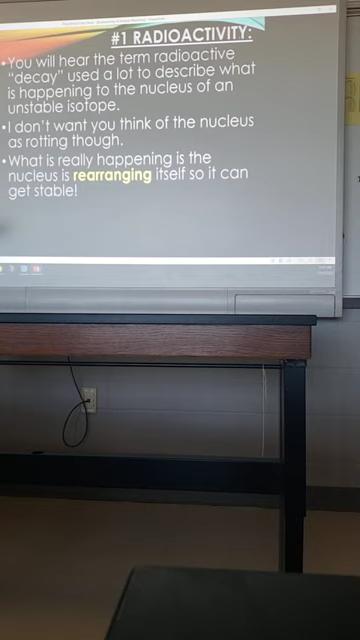 #1 RADIOACTIVITY:
•You will hear the term radioactive
"decay" used a lot to describe what
is happening to the nucleus of an
unstable isotope.
•I don't want you think of the nucleus
as rotting though.
•What is really happening is the
nucleus is rearranging itself so it can
get stable!